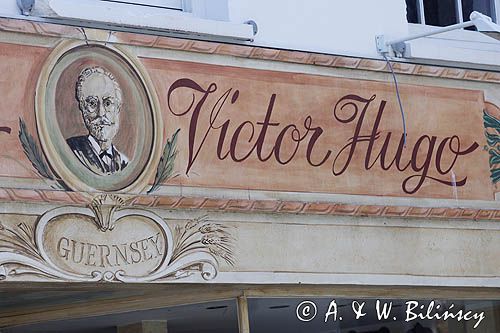 Victor Hugo
GUERNSEY
© A. & W. Bilińscy